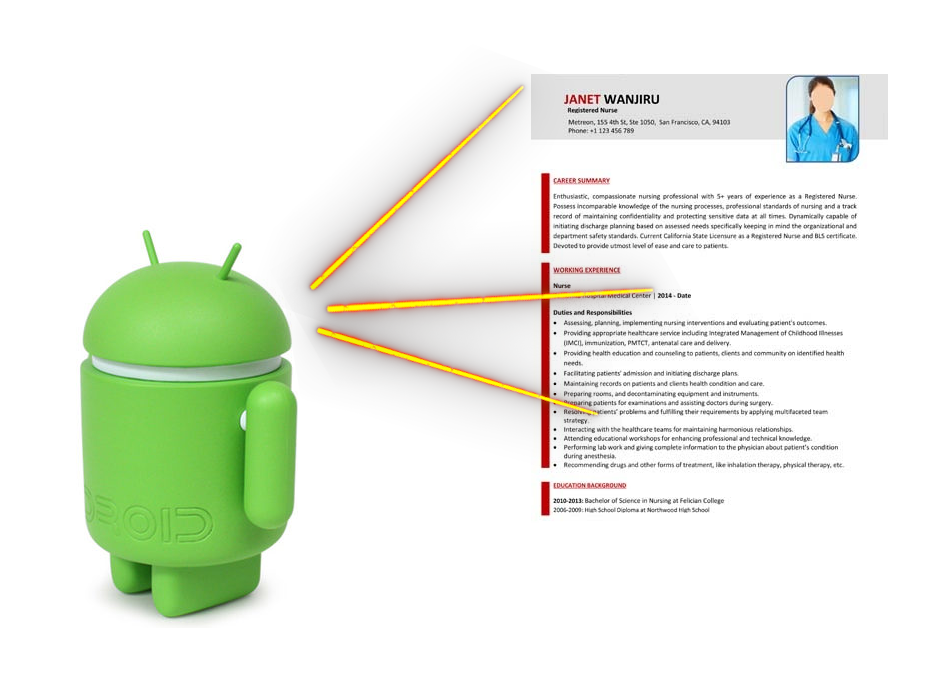 JANET WANJIRU
Registered Nurse
Metreon, 155 4th St, Ste 1050, San Francisco, CA, 94103
Phone: +1 123 456 789
CAREER SUMMARY
Enthusiastic, compassionate nursing professional with 5+ years of experience as a Registered Nurse.
Possess incomparable knowledge of the nursing processes, professional standards of nursing and a track
record of maintaining confidentiality and protecting sensitive data at all times. Dynamically capable of
initiating discharge planning based on assessed needs specifically keeping in mind the organizational and
department safety standards. Current California State Licensure as a Registered Nurse and BLS certificate.
Devoted to provide utmost level of ease and care to patients.
WORKING EXPERIENCE
Nurse
Hospital Medical Center | 2014 - Date
Duties and Responsibilities
• Assessing, planning, implementing nursing interventions and evaluating patient's outcomes.
• Providing appropriate healthcare service including Integrated Management of Childhood Illnesses
(IMCI), immunization, PMTCT, antenatal care and delivery.
• Providing health education and counseling to patients, clients and community on identified health
needs.
• Facilitating patients' admission and initiating discharge plans.
• Maintaining records on patients and clients health condition and care.
• Preparing rooms, and decontaminating equipment and instruments.
• Preparing patients for examinations and assisting doctors during surgery.
• Resolving patients' problems and fulfilling their requirements by applying multifaceted team
strategy.
• Interacting with the healthcare teams for maintaining harmonious relationships.
• Attending educational workshops for enhancing professional and technical knowledge.
• Performing lab work and giving complete information to the physician about patient's condition
during anesthesia.
• Recommending drugs and other forms of treatment, like inhalation therapy, physical therapy, etc.
EDUCATION BACKGROUND
2010-2013: Bachelor of Science in Nursing at Felician College
2006-2009: High School Diploma at Northwood High School